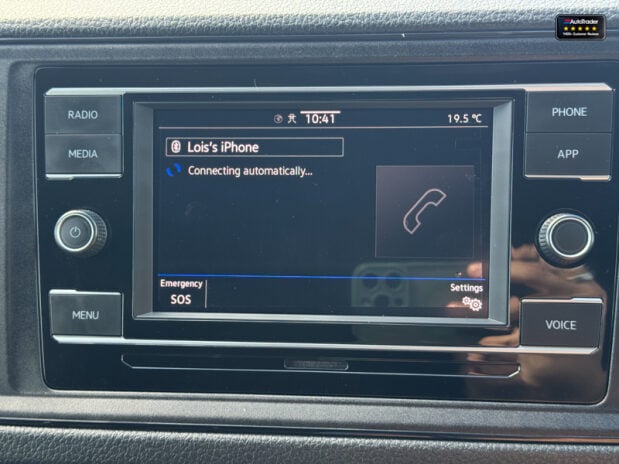 AutoTrader
RADIO
MEDIA
MENU
10:41
19.5 °C
Lois's iPhone
Connecting automatically...
Emergency
SOS
Settings
PHONE
APP
VOICE